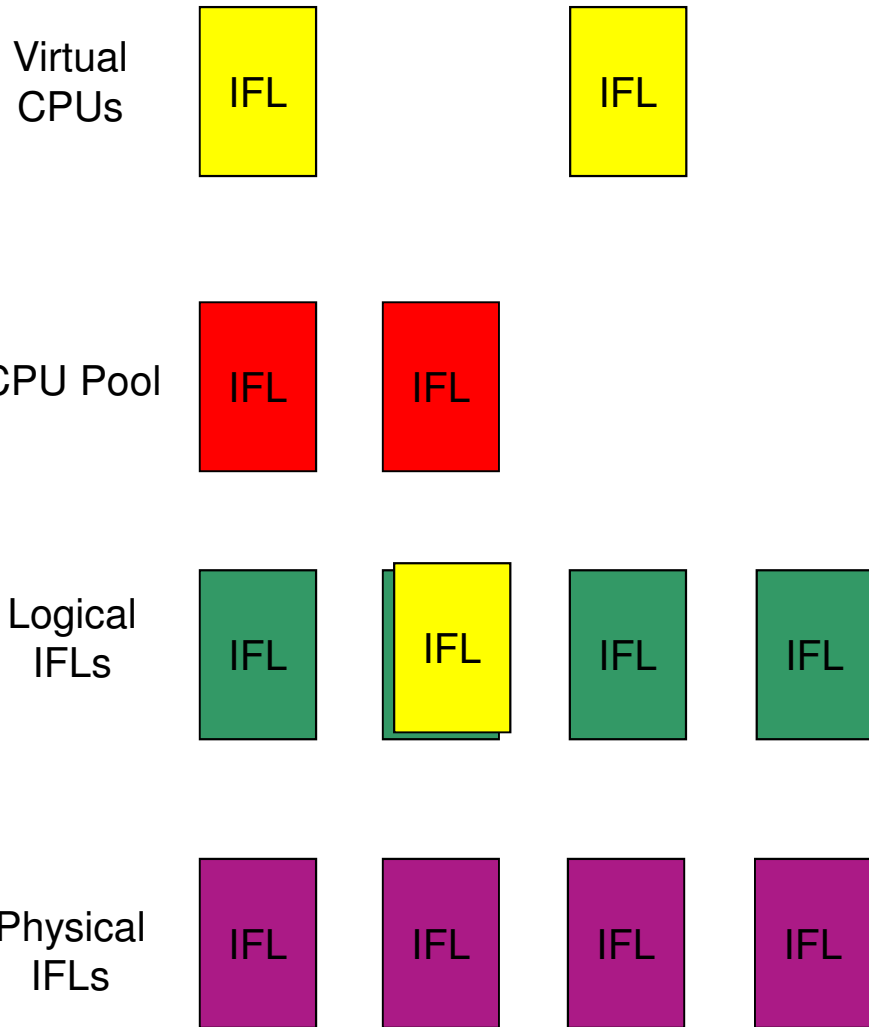 Virtual
CPUs
IFL IFL
CPU Pool
IFL IFL
Logical
IFLs
IFL IFL IFL IFL
Physical
IFLs
IFL IFL IFL IFL